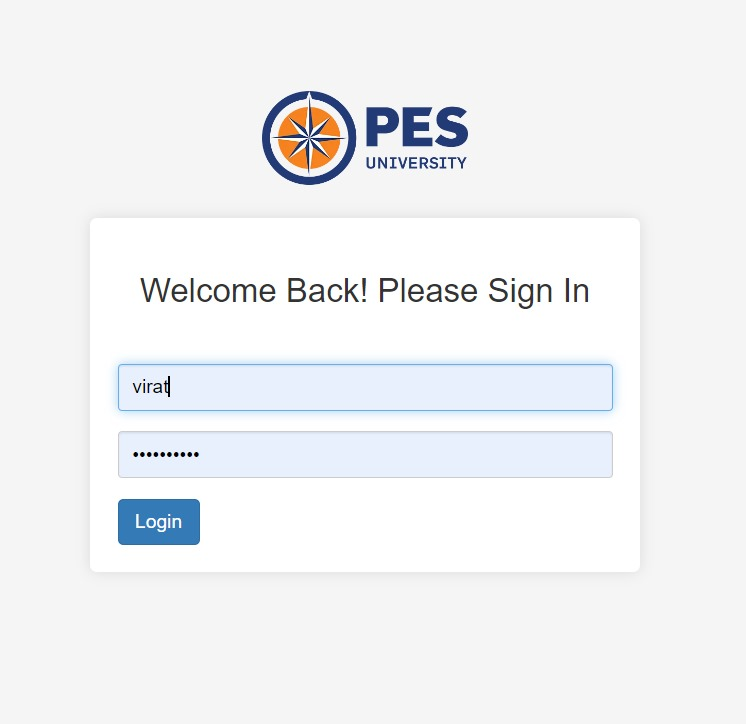 PES
UNIVERSITY
Welcome Back! Please Sign In
virat
••••••••••
Login